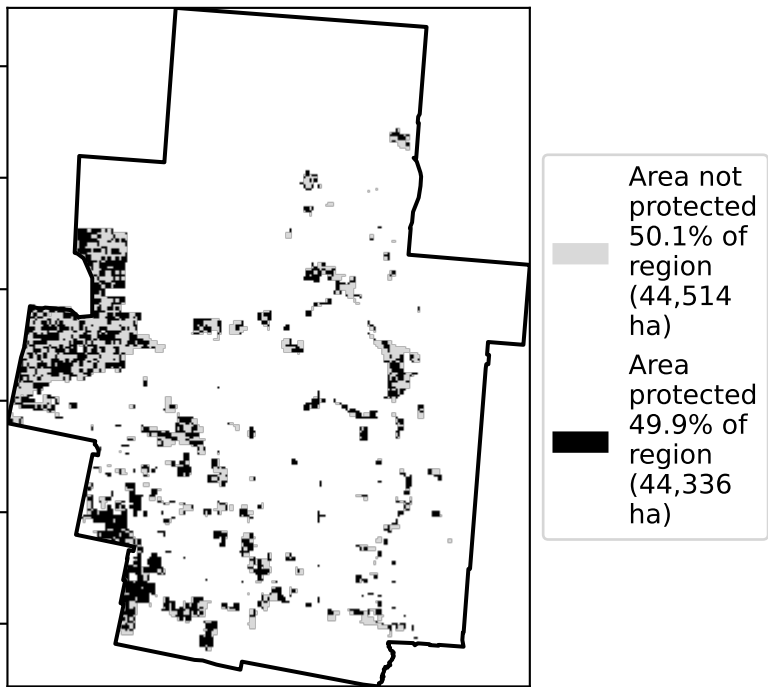 Area not
protected
50.1% of
region
(44,514
ha)
Area
protected
49.9% of
region
(44,336
ha)